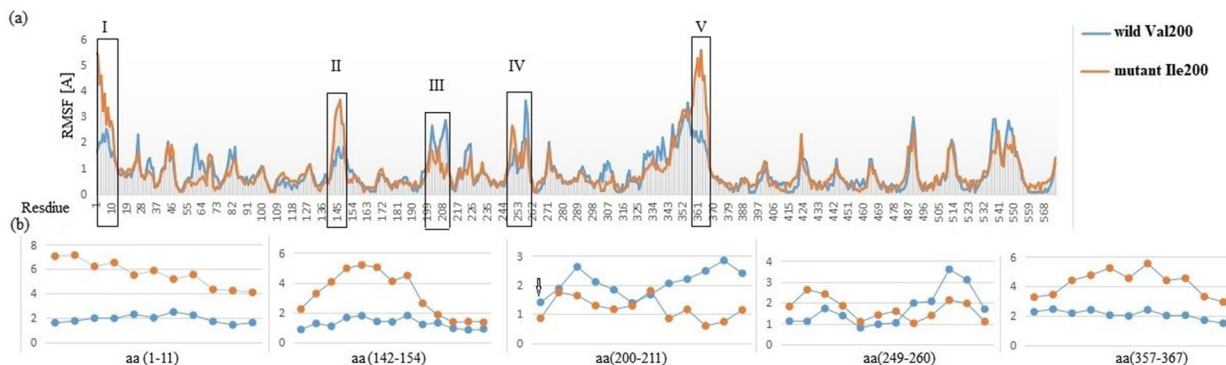 (a)
I
II
III
IV
V
wild Val200
mutant Ile200
RMSF [A]
6
5
4
3
2
1
0
Resdiue
1 10 19 28 37 46 55 64 73 82 91 100 109 118 127 136 145 154 163 172 181 190 199 208 217 226 235 244 253 262 271 280 289 298 307 316 325 334 343 352 361 370 379 388 397 406 415 424 433 442 451 460 469 478 487 496 505 514 523 532 541 550 559 568
(b)
8
6
4
2
0
aa (1-11)
6
4
2
0
aa (142-154)
3
2
1
0
aa(200-211)
5
4
3
2
1
0
aa(249-260)
6
4
2
0
aa(357-367)